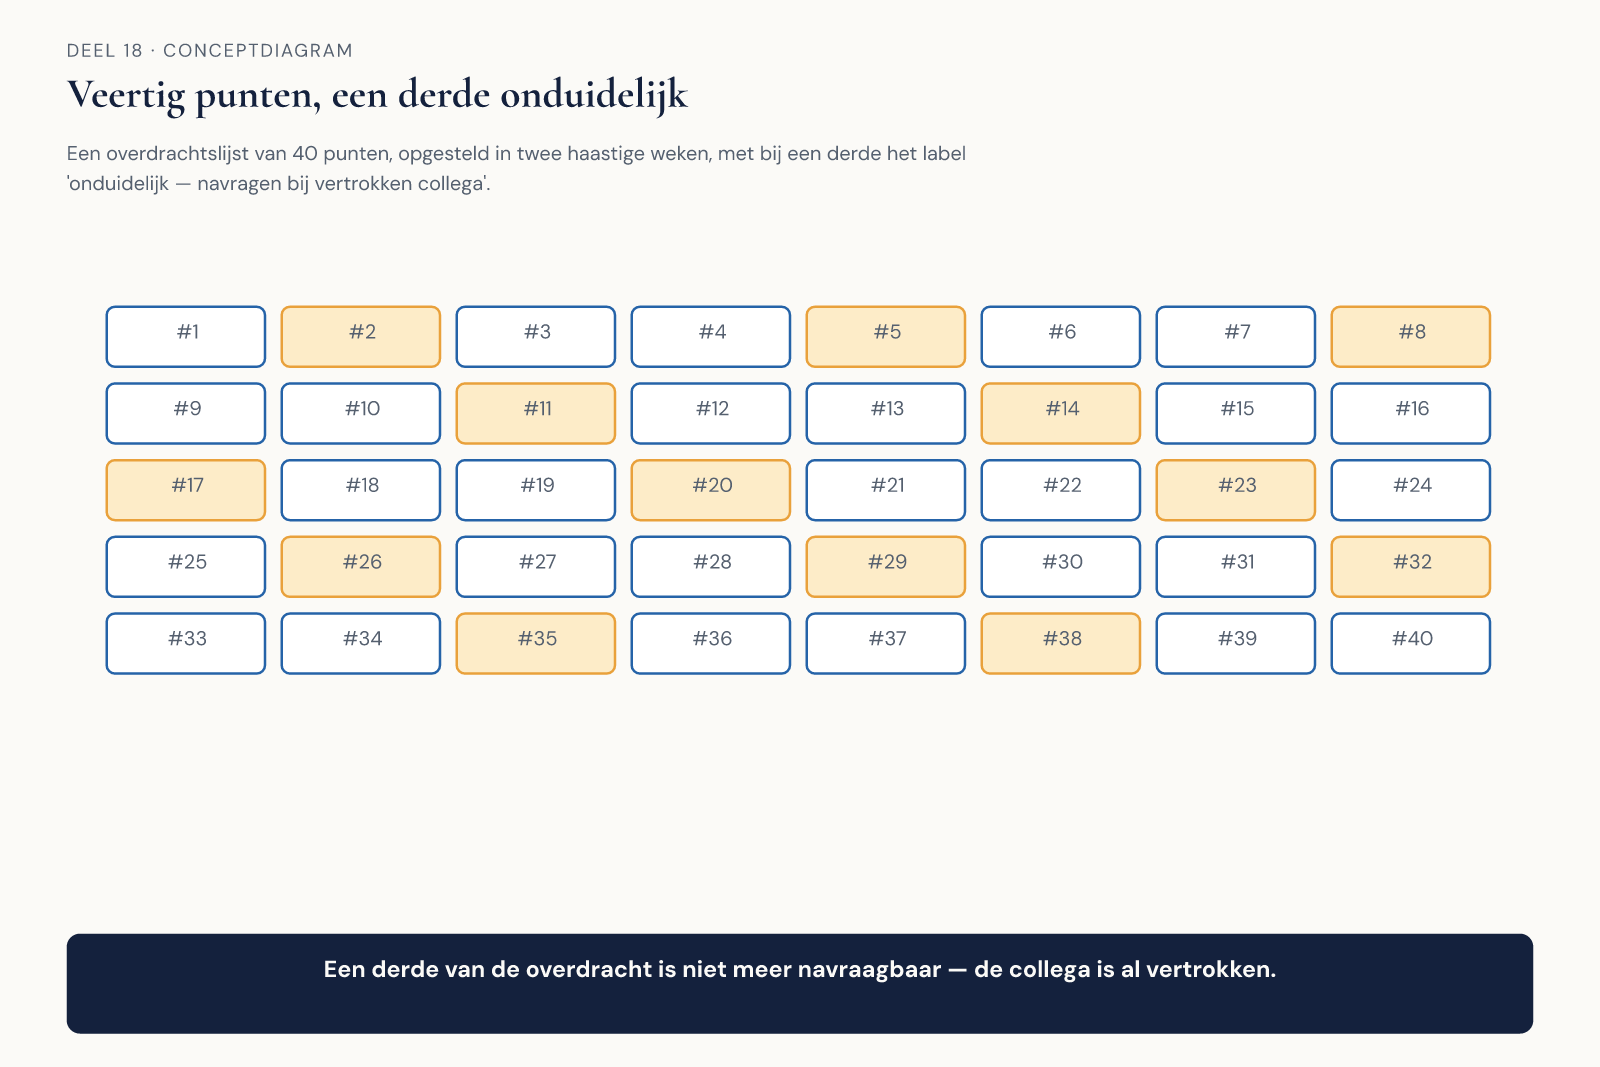 DEEL 18 · CONCEPTDIAGRAM
Veertig punten, een derde onduidelijk
Een overdrachtslijst van 40 punten, opgesteld in twee haastige weken, met bij een derde het label
'onduidelijk — navragen bij vertrokken collega'.
#1 #2 #3 #4 #5 #6 #7 #8
#9 #10 #11 #12 #13 #14 #15 #16
#17 #18 #19 #20 #21 #22 #23 #24
#25 #26 #27 #28 #29 #30 #31 #32
#33 #34 #35 #36 #37 #38 #39 #40
Een derde van de overdracht is niet meer navraagbaar — de collega is al vertrokken.